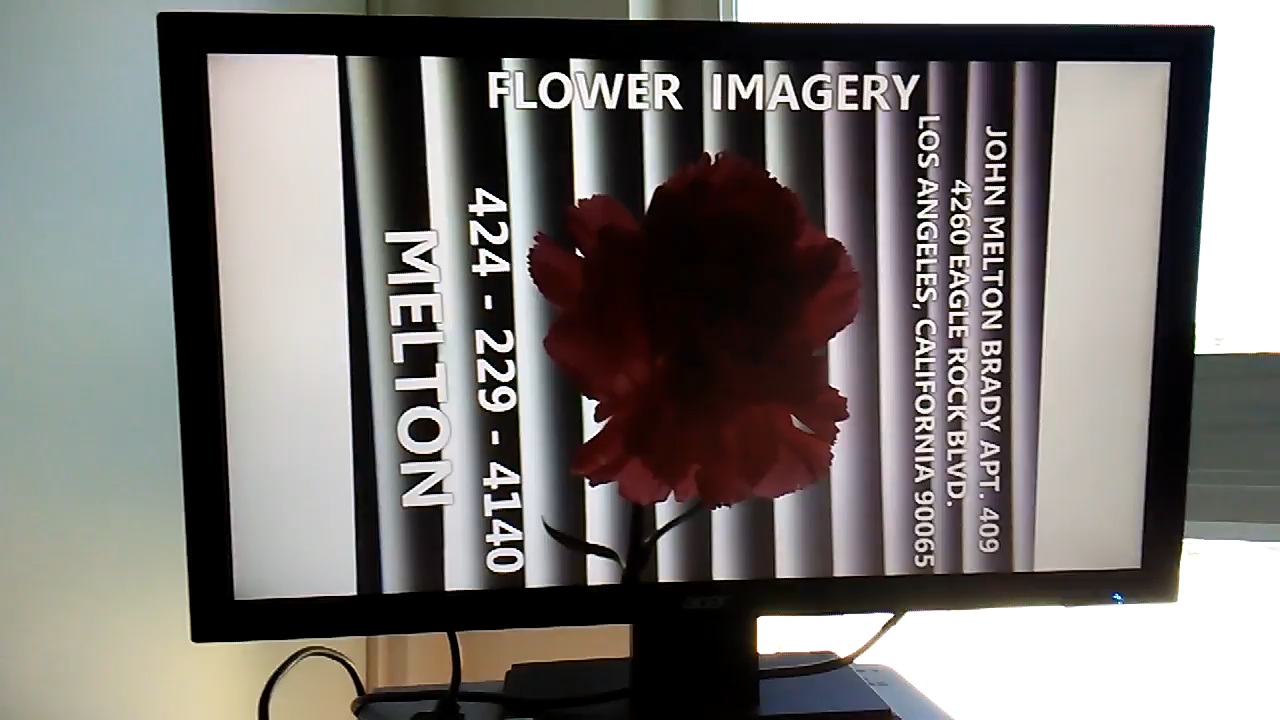 FLOWER IMAGERY
MELTON
424 - 229 - 4140
JOHN MELTON BRADY APT. 409
4260 EAGLE ROCK BLVD.
LOS ANGELES, CALIFORNIA 90065
acer